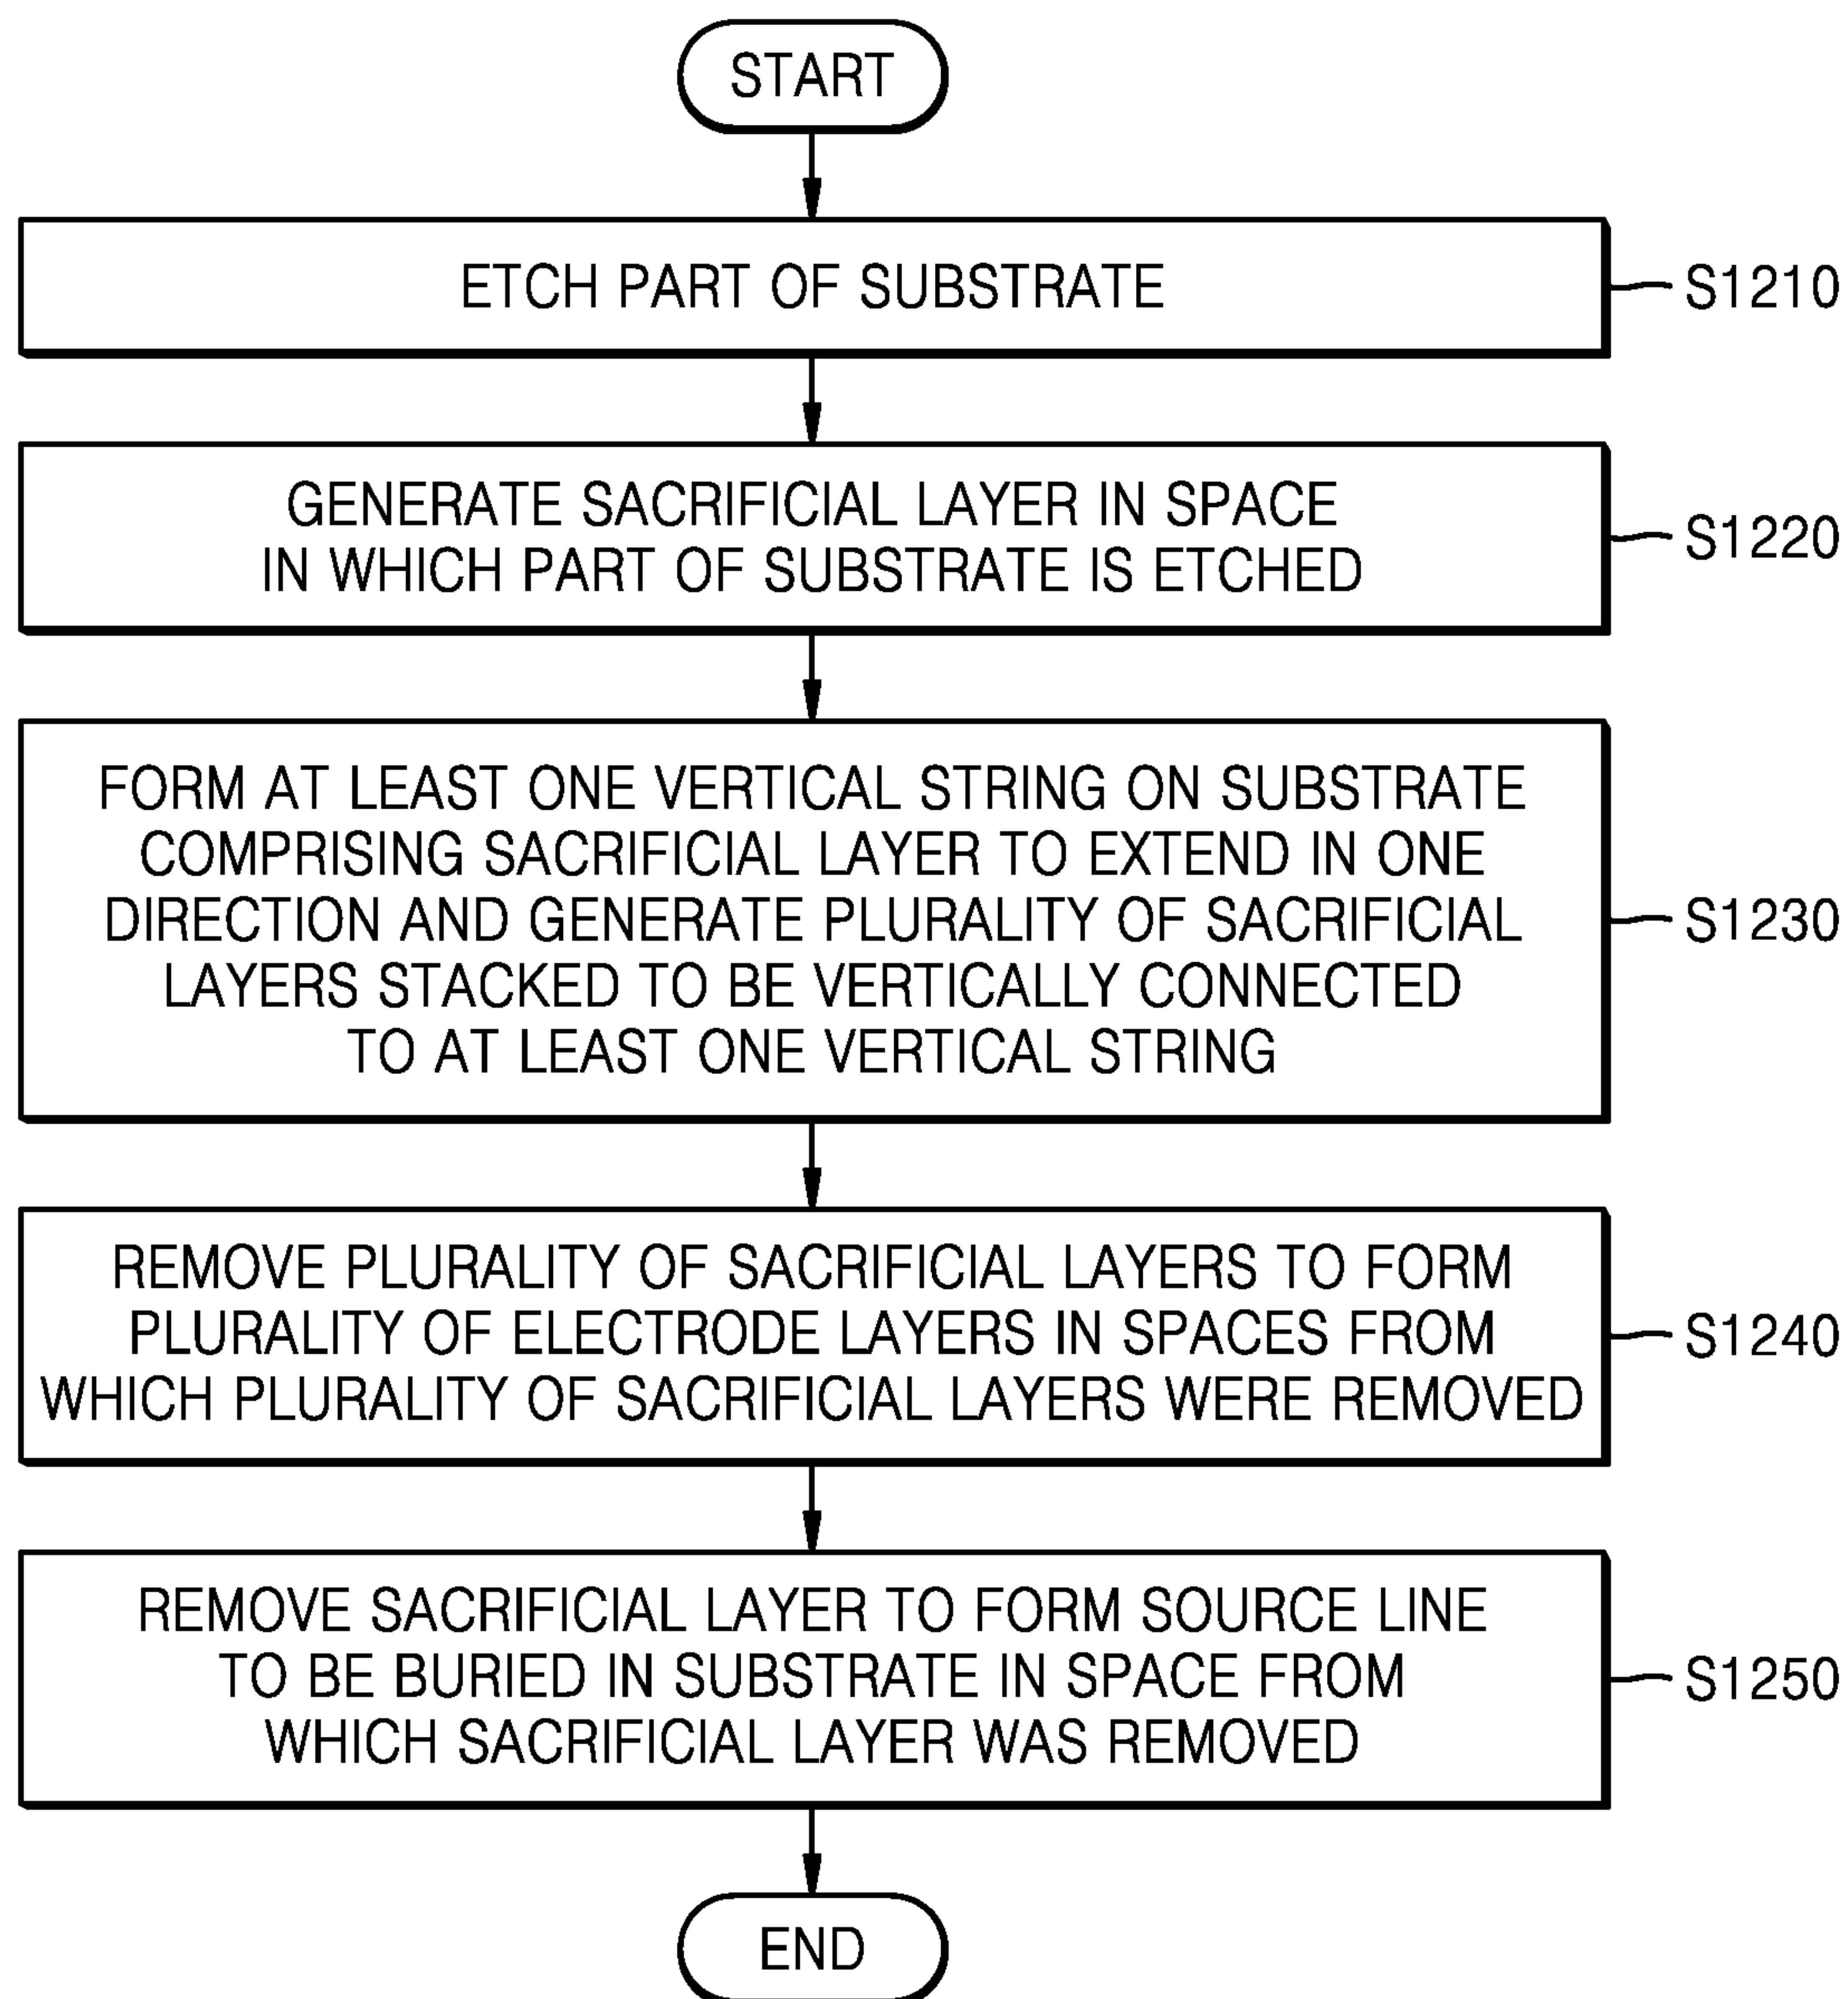 START
ETCH PART OF SUBSTRATE
S1210
GENERATE SACRIFICIAL LAYER IN SPACE
IN WHICH PART OF SUBSTRATE IS ETCHED
S1220
FORM AT LEAST ONE VERTICAL STRING ON SUBSTRATE
COMPRISING SACRIFICIAL LAYER TO EXTEND IN ONE
DIRECTION AND GENERATE PLURALITY OF SACRIFICIAL
LAYERS STACKED TO BE VERTICALLY CONNECTED
TO AT LEAST ONE VERTICAL STRING
S1230
REMOVE PLURALITY OF SACRIFICIAL LAYERS TO FORM
PLURALITY OF ELECTRODE LAYERS IN SPACES FROM
WHICH PLURALITY OF SACRIFICIAL LAYERS WERE REMOVED
S1240
REMOVE SACRIFICIAL LAYER TO FORM SOURCE LINE
TO BE BURIED IN SUBSTRATE IN SPACE FROM
WHICH SACRIFICIAL LAYER WAS REMOVED
S1250
END